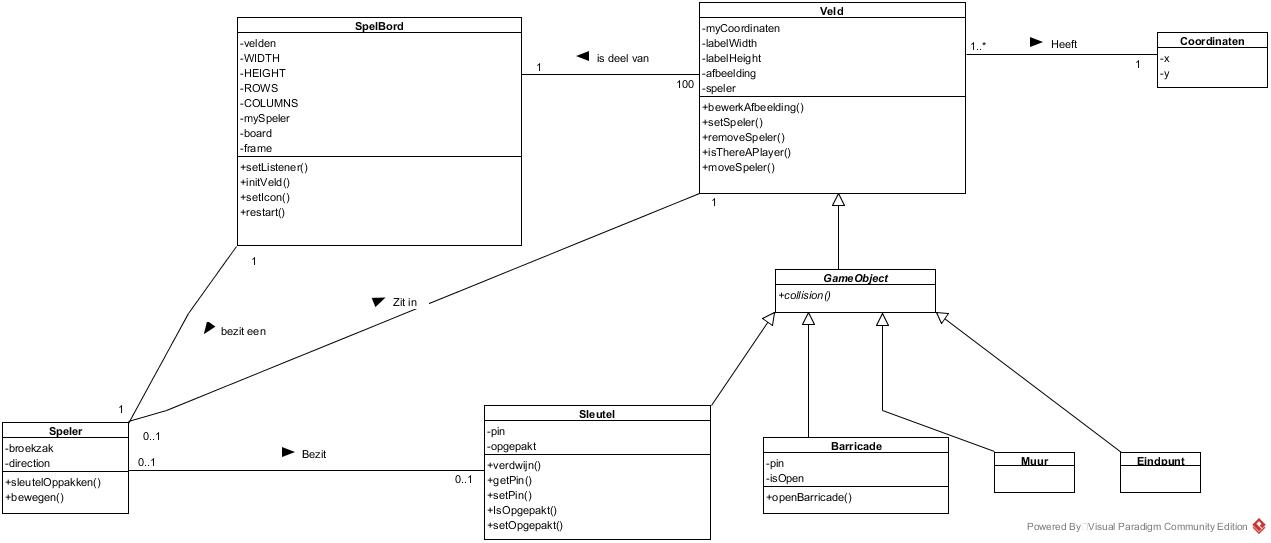 SpelBord
-velden
-WIDTH
-HEIGHT
-ROWS
-COLUMNS
-mySpeler
-board
-frame
+setListener()
+initVeld()
+setIcon()
+restart()
1
is deel van
100
Veld
-myCoordinaten
-labelWidth
-labelHeight
-afbeelding
-speler
+bewerkAfbeelding()
+setSpeler()
+removeSpeler()
+isThereAPlayer()
+moveSpeler()
1..*
Heeft
1
Coordinaten
-x
-y
1
bezit een
1
Zit in
1
0..1
GameObject
+collision()
Speler
-broekzak
-direction
+sleutelOppakken()
+bewegen()
0..1
Bezit
0..1
Sleutel
-pin
-opgepakt
+verdwijn()
+getPin()
+setPin()
+IsOpgepakt()
+setOpgepakt()
Barricade
-pin
-isOpen
+openBarricade()
Muur
Eindpunt
Powered By Visual Paradigm Community Edition